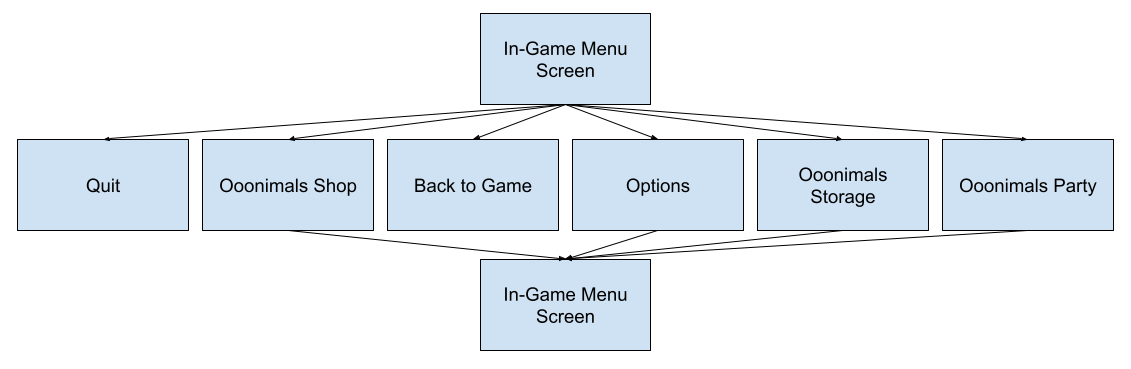 In-Game Menu
Screen
Quit
Ooonimals Shop
Back to Game
Options
Ooonimals
Storage
Ooonimals Party
In-Game Menu
Screen